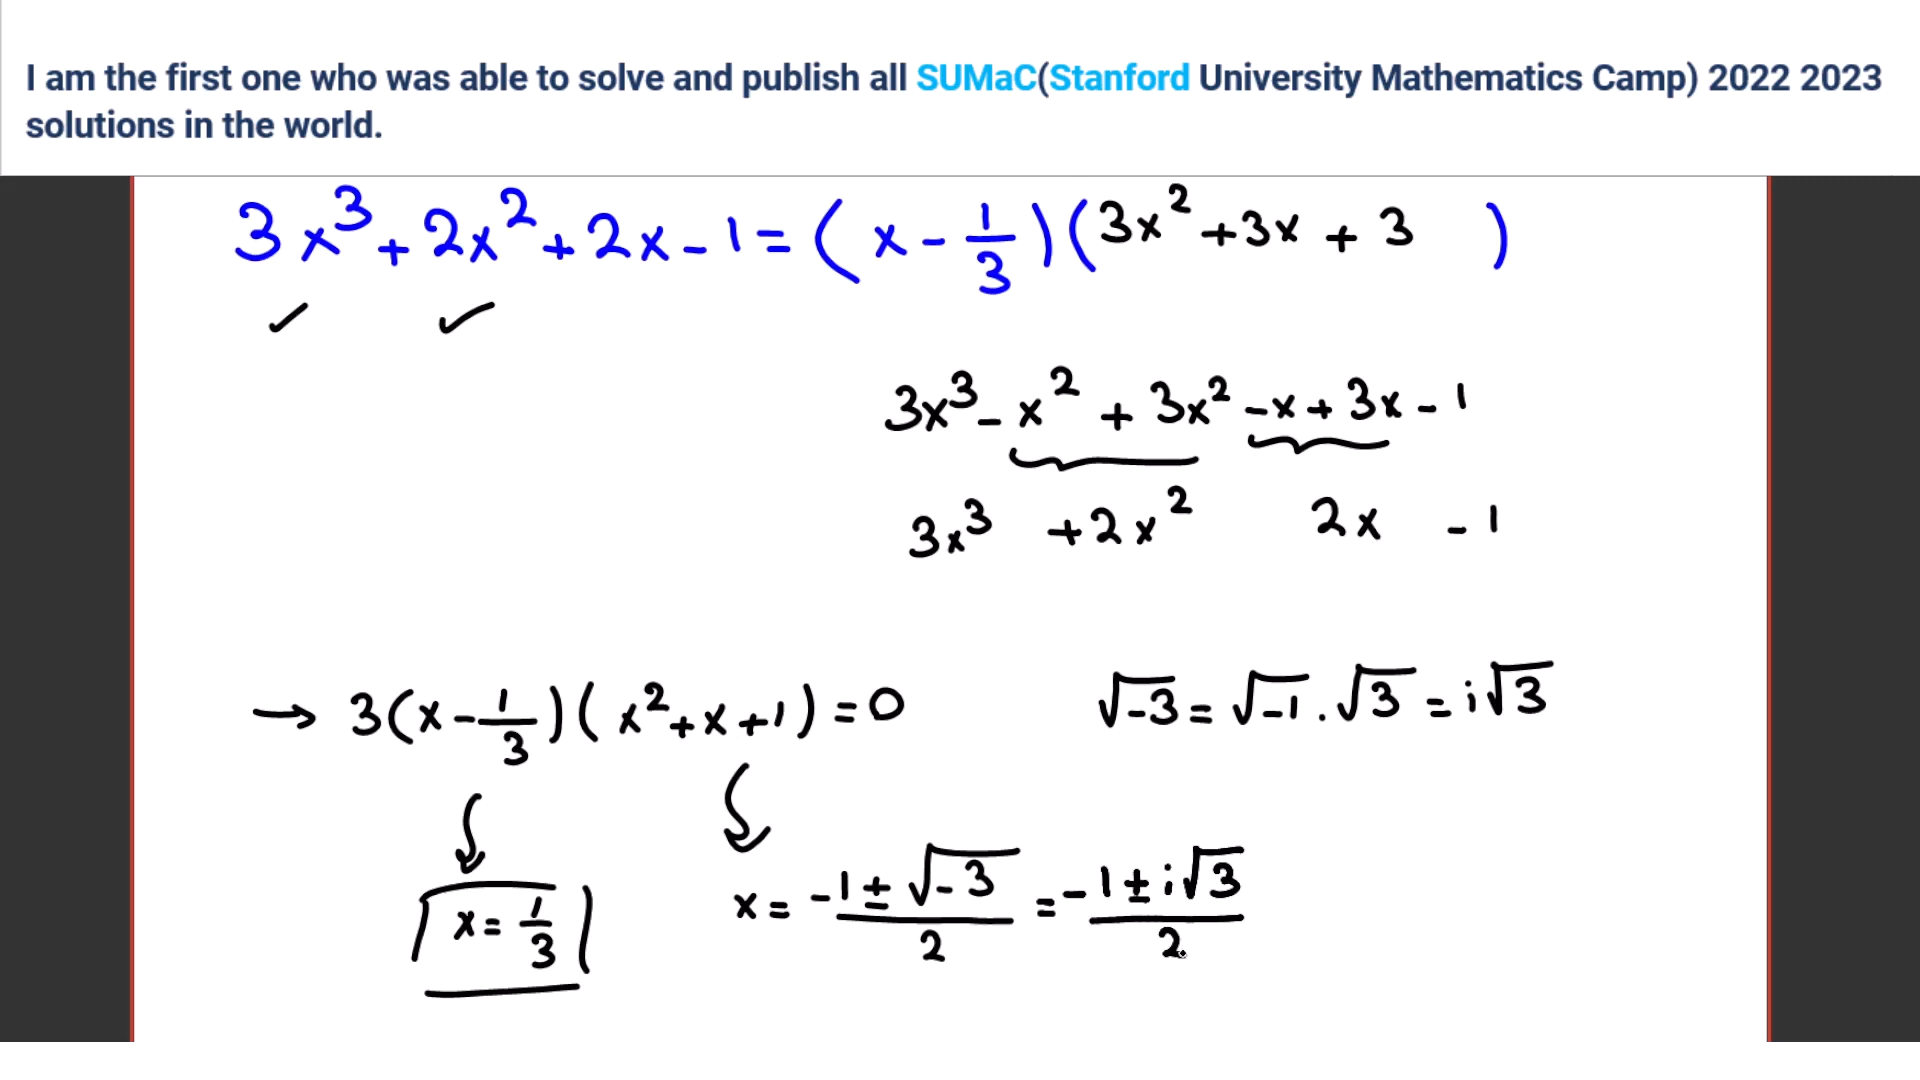 I am the first one who was able to solve and publish all SUMaC(Stanford University Mathematics Camp) 2022 2023
solutions in the world.
3x³+2x²+2x-1=(x-1/3)(3x²+3x+3)
3x³-x²+3x²-x+3x-1
3x³ +2x² 2x -1
→ 3(x-1/3)(x²+x+1)=0
√-3=√-1.√3=i√3
x=1/3
x=(-1±√-3)/2=(-1±i√3)/2